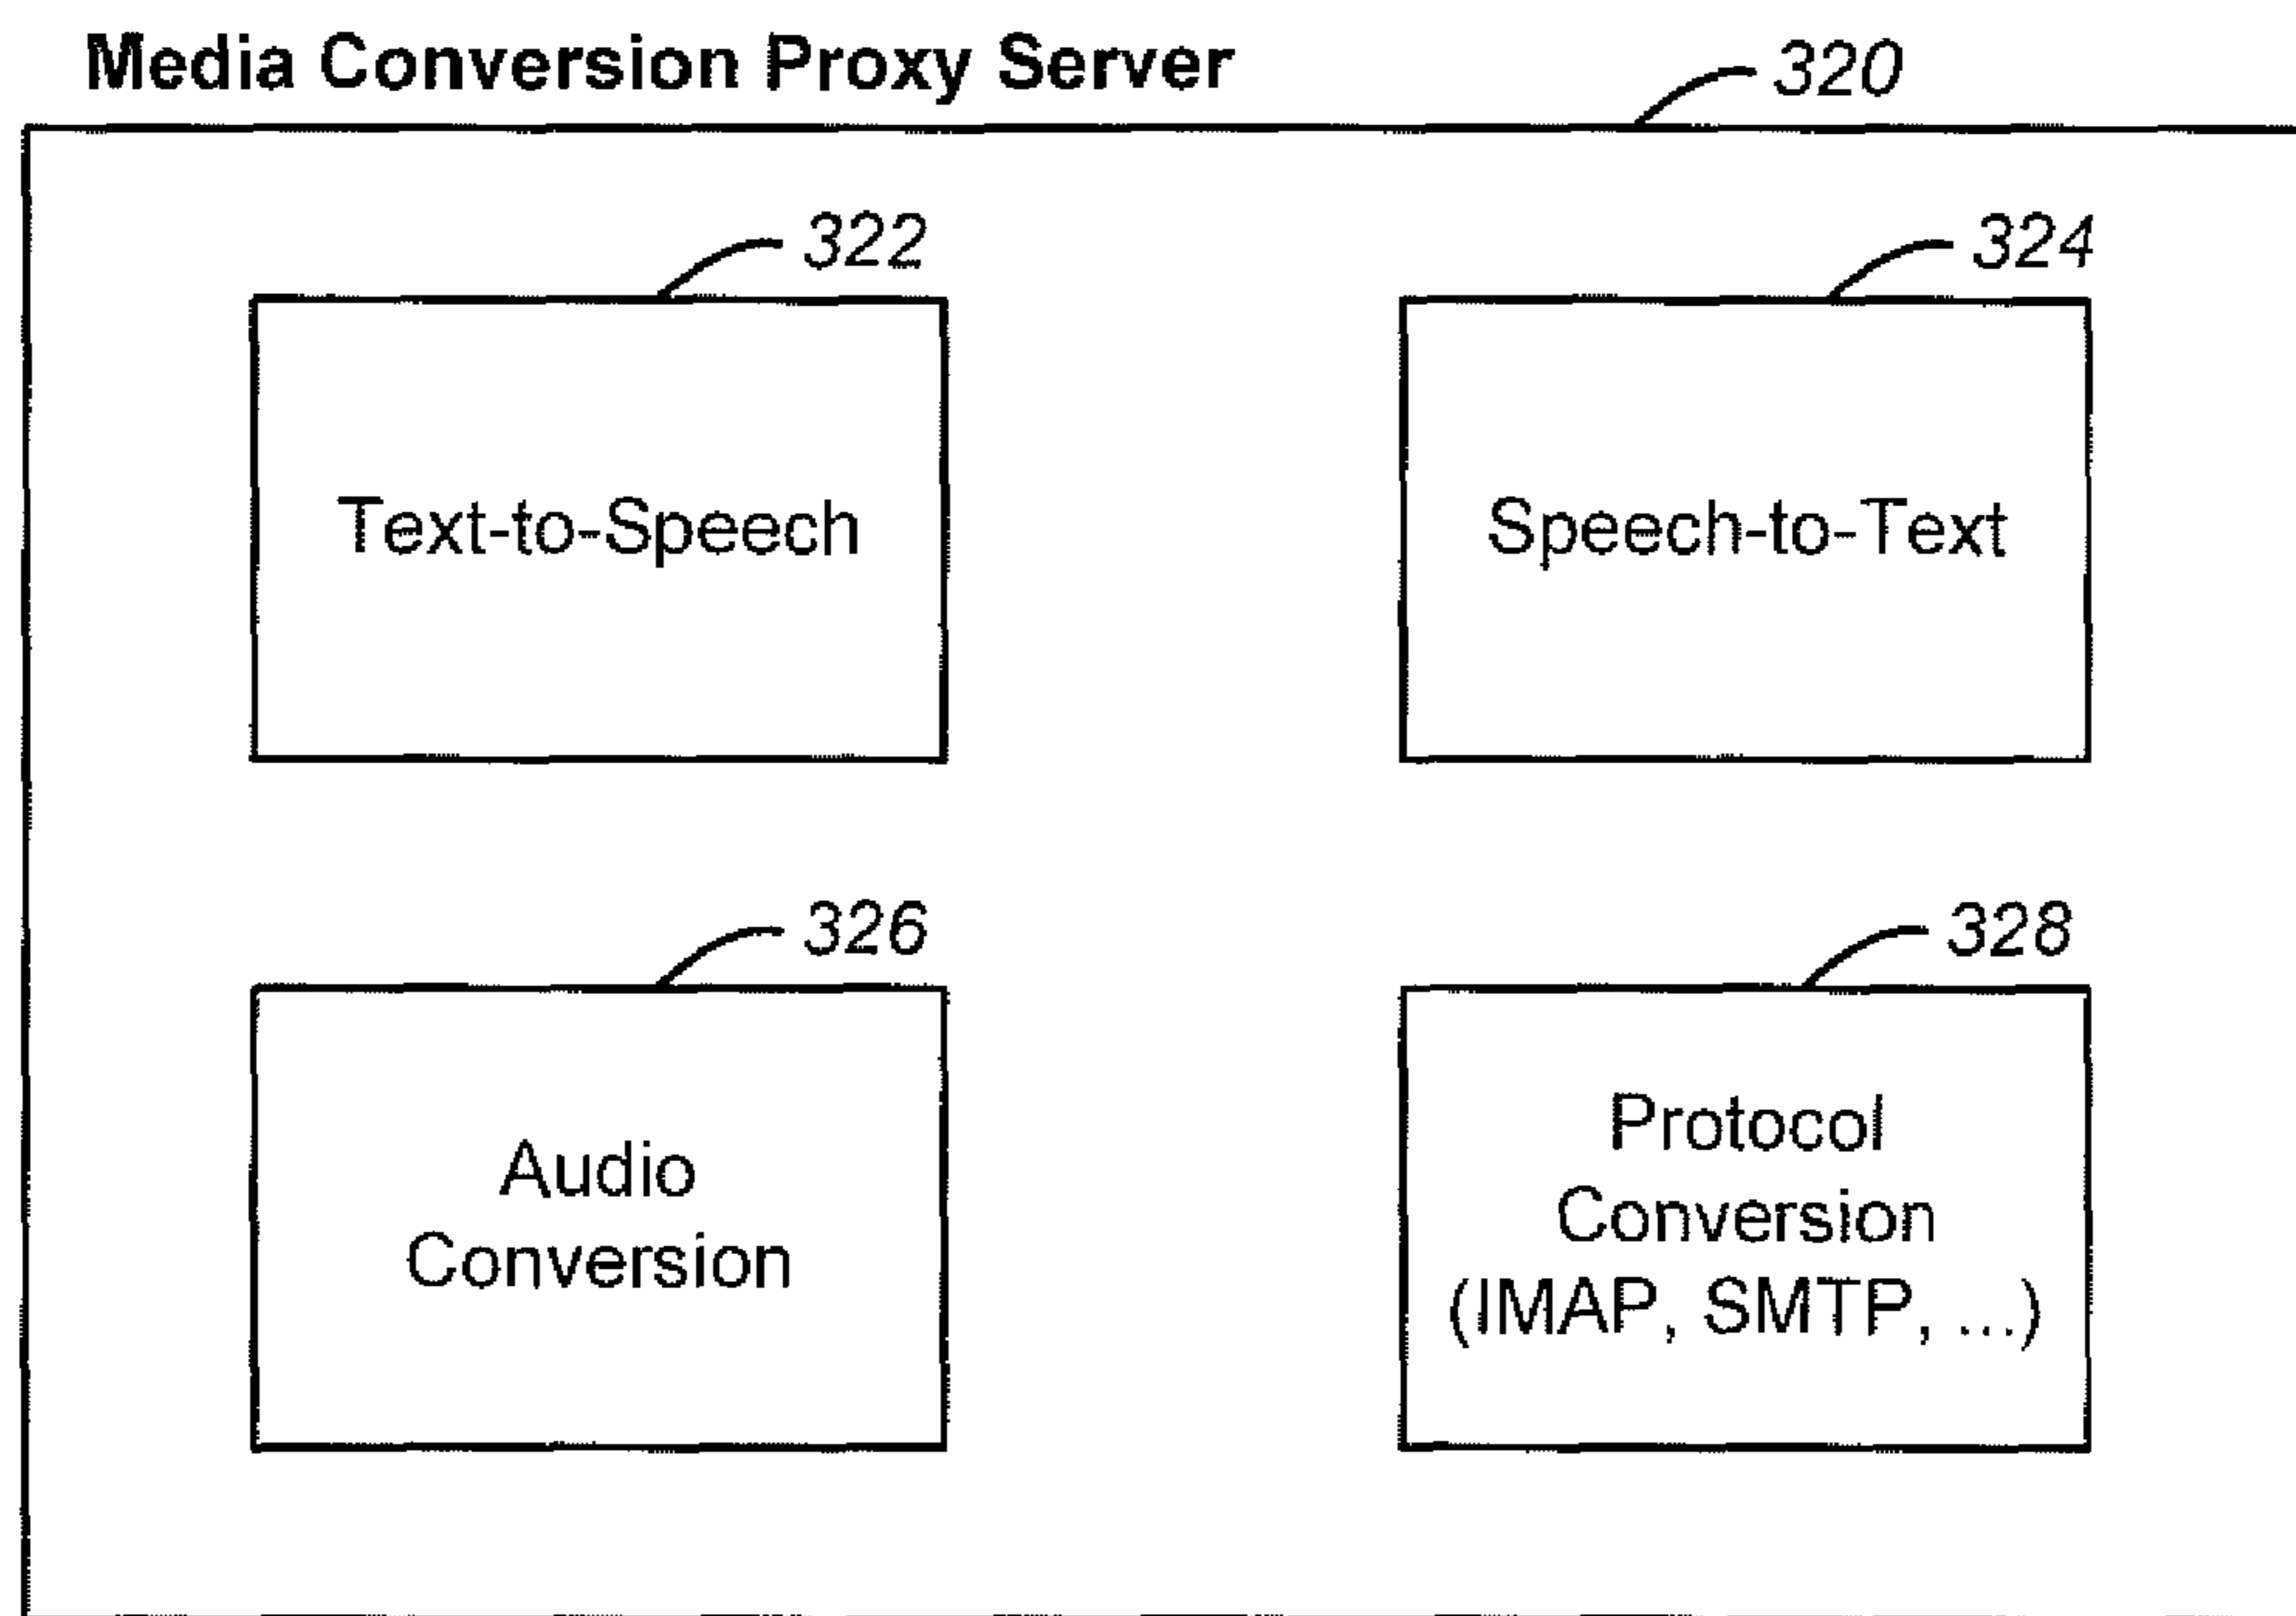 Media Conversion Proxy Server
320
322
324
Text-to-Speech
Speech-to-Text
326
328
Audio
Conversion
Protocol
Conversion
(IMAP, SMTP, ...)